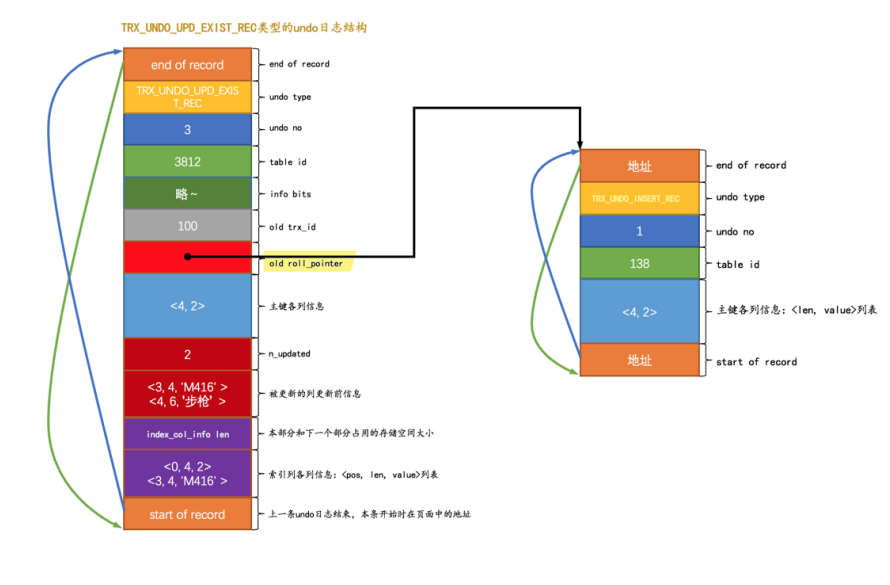 TRX_UNDO_UPD_EXIST_REC类型的undo日志结构
end of record
end of record
TRX_UNDO_UPD_EXIS
T_REC
undo type
3
undo no
3812
table id
略~
info bits
100
old trx_id
old roll_pointer
<4, 2>
主键各列信息
2
n_updated
<3, 4, 'M416' >
<4, 6, '步枪' >
被更新的列更新前信息
index_col_info len
本部分和下一个部分占用的存储空间大小
<0, 4, 2>
<3, 4, 'M416' >
索引列各列信息: <pos, len, value>列表
start of record
上一条undo日志结束，本条开始时在页面中的地址
地址
end of record
TRX_UNDO_INSERT_REC
undo type
1
undo no
138
table id
<4, 2>
主键各列信息: <len, value>列表
地址
start of record